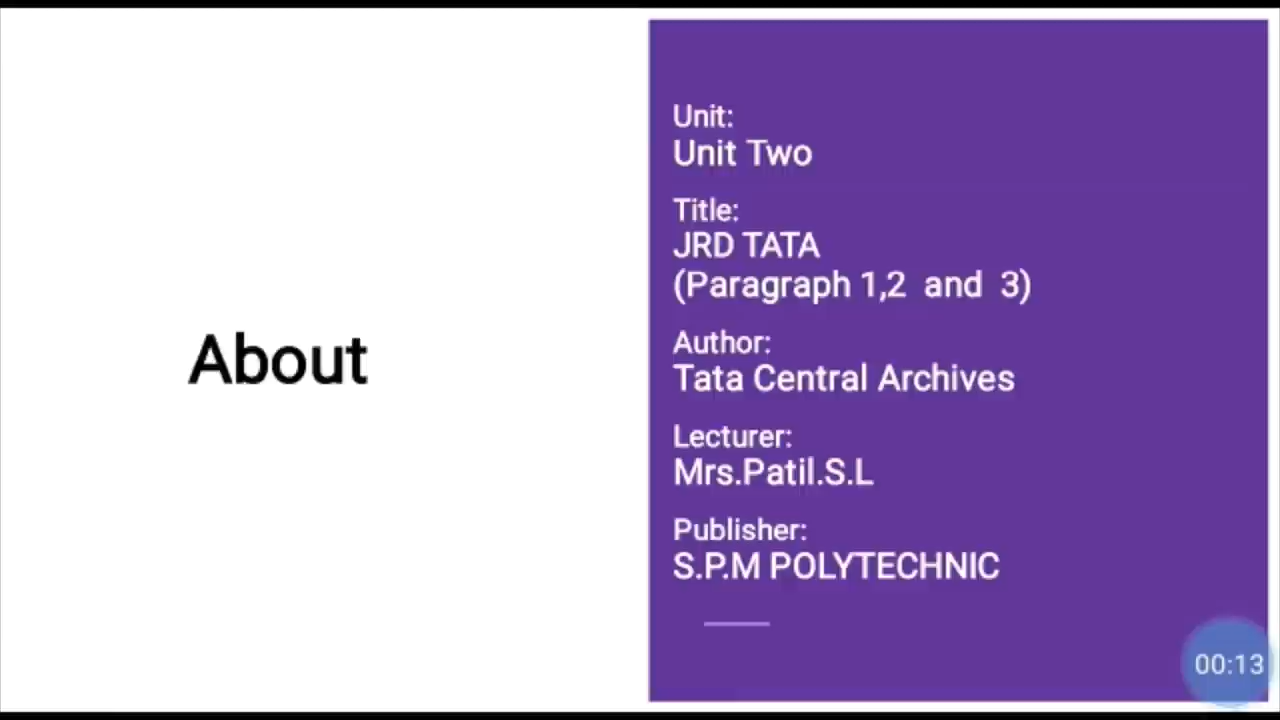 About
Unit:
Unit Two
Title:
JRD TATA
(Paragraph 1,2 and 3)
Author:
Tata Central Archives
Lecturer:
Mrs.Patil.S.L
Publisher:
S.P.M POLYTECHNIC
00:13